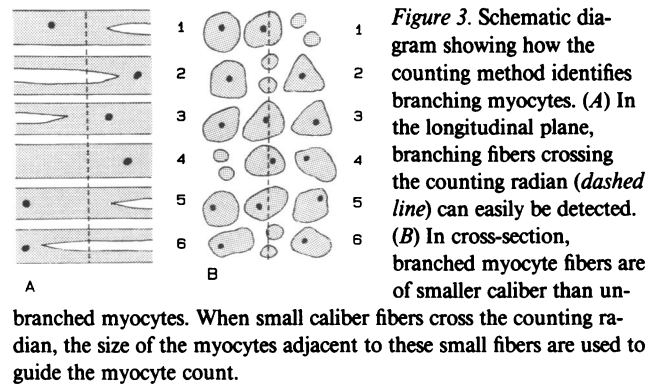 1 1
2 2
3 3
4 4
5 5
6 6
A B
Figure 3. Schematic dia-
gram showing how the
counting method identifies
branching myocytes. (A) In
the longitudinal plane,
branching fibers crossing
the counting radian (dashed
line) can easily be detected.
(B) In cross-section,
branched myocyte fibers are
of smaller caliber than un-
branched myocytes. When small caliber fibers cross the counting ra-
dian, the size of the myocytes adjacent to these small fibers are used to
guide the myocyte count.